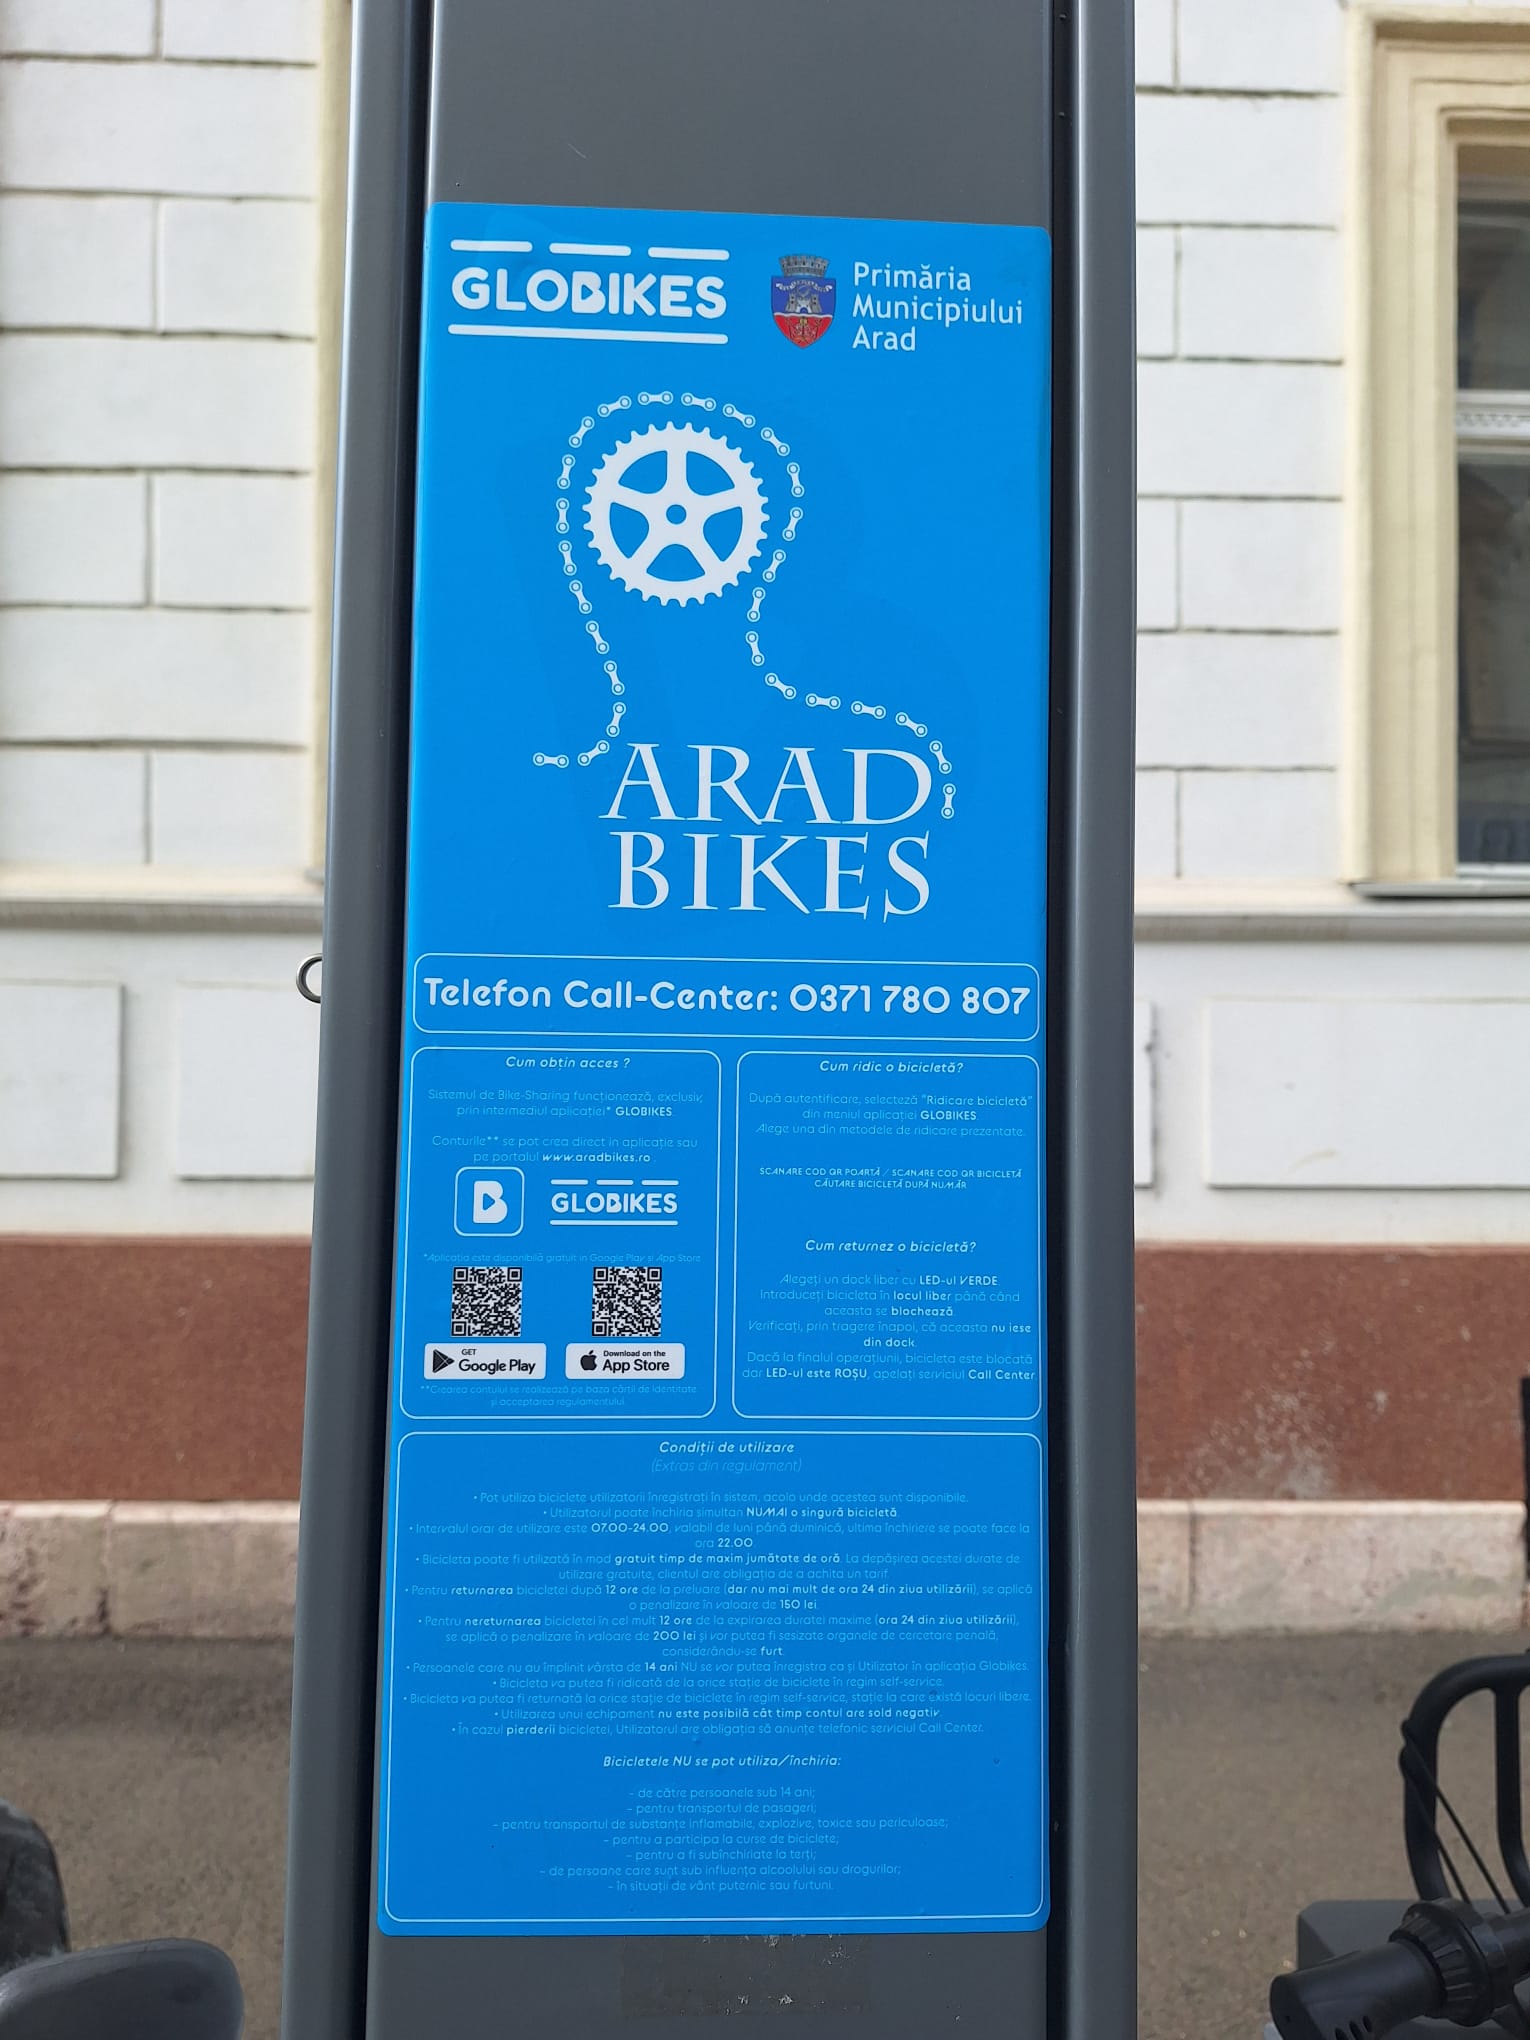 GLOBIKES
Primăria
Municipiului
Arad
ARAD
BIKES
Telefon Call-Center: 0371 780 807
Cum obțin acces ?
Sistemul de Bike-Sharing funcționează, exclusiv,
prin intermediul aplicației* GLOBIKES.
Conturile** se pot crea direct in aplicație sau
pe portalul www.aradbikes.ro .
B
GLOBIKES
*Aplicația este disponibilă gratuit in Google Play si App Store
GET
Google Play
Download on the
App Store
**Crearea contului se realizează pe baza cărții de identitate
și acceptarea regulamentului.
Cum ridic o bicicletă?
După autentificare, selectezä "Ridicare bicicletă"
din meniul aplicației GLOBIKES.
Alege una din metodele de ridicare prezentate.
SCANARE COD QR POARTĂ / SCANARE COD QR BICICLETĂ
CĂUTARE BICICLETĂ DUPĂ NUMĂR
Cum returnez o bicicletă?
Alegeți un dock liber cu LED-ul VERDE.
Introduceți bicicleta în locul liber până când
aceasta se blochează.
Verificați, prin tragere înapoi, că aceasta nu iese
din dock.
Dacă la finalul operațiunii, bicicleta este blocată
dar LED-ul este ROȘU, apelați serviciul Call Center.
Condiții de utilizare
(Extras din regulament)
• Pot utiliza biciclete utilizatorii înregistrați în sistem, acolo unde acestea sunt disponibile.
• Utilizatorul poate închiria simultan NUMAI o singură bicicletă.
• Intervalul orar de utilizare este 07.00-24.00, valabil de luni până duminică, ultima închiriere se poate face la
ora 22.00
• Bicicleta poate fi utilizată în mod gratuit timp de maxim jumătate de oră. La depășirea acestei durate de
utilizare gratuite, clientul are obligația de a achita un tarif.
• Pentru returnarea bicicletei după 12 ore de la preluare (dar nu mai mult de ora 24 din ziua utilizării), se aplică
o penalizare în valoare de 150 lei.
• Pentru nereturnarea bicicletei în cel mult 12 ore de la expirarea duratei maxime (ora 24 din ziua utilizării),
se aplică o penalizare în valoare de 200 lei și vor putea fi sesizate organele de cercetare penală,
considerându-se furt.
• Persoanele care nu au împlinit vârsta de 14 ani NU se vor putea înregistra ca și Utilizator în aplicația Globikes.
• Bicicleta va putea fi ridicată de la orice stație de biciclete în regim self-service.
• Bicicleta va putea fi returnată la orice stație de biciclete în regim self-service, stație la care există locuri libere.
• Utilizarea unui echipament nu este posibilă cât timp contul are sold negativ.
• În cazul pierderii bicicletei, Utilizatorul are obligația să anunțe telefonic serviciul Call Center.
Bicicletele NU se pot utiliza/închiria:
- de către persoanele sub 14 ani;
- pentru transportul de pasageri;
- pentru transportul de substanțe inflamabile, explozive, toxice sau periculoase;
- pentru a participa la curse de biciclete;
- pentru a fi subînchiriate la terți;
- de persoane care sunt sub influența alcoolului sau drogurilor;
- în situații de vânt puternic sau furtuni.